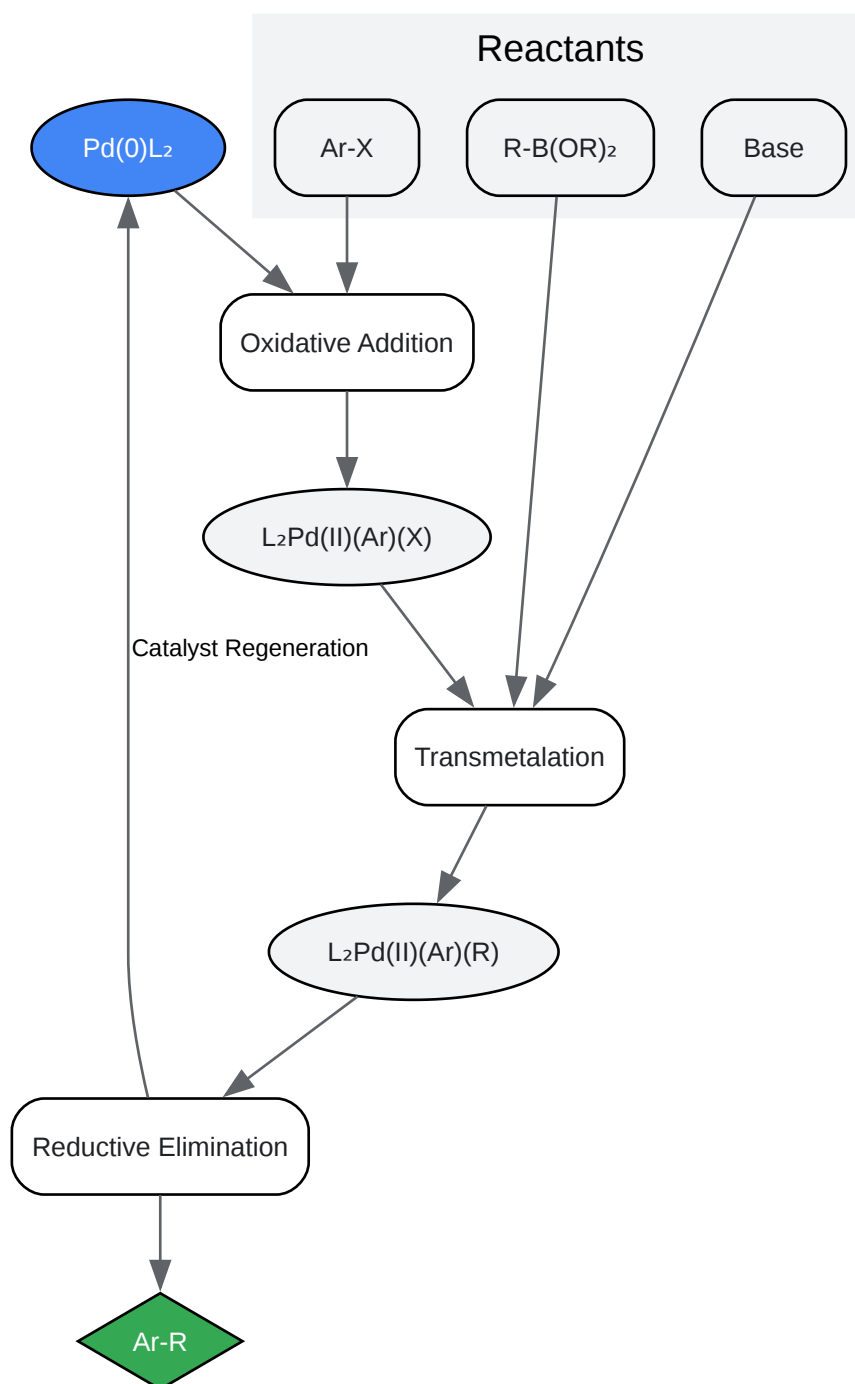 Reactants
Pd(0)L₂
Ar-X
R-B(OR)₂
Base
Oxidative Addition
L₂Pd(II)(Ar)(X)
Catalyst Regeneration
Transmetalation
L₂Pd(II)(Ar)(R)
Reductive Elimination
Ar-R